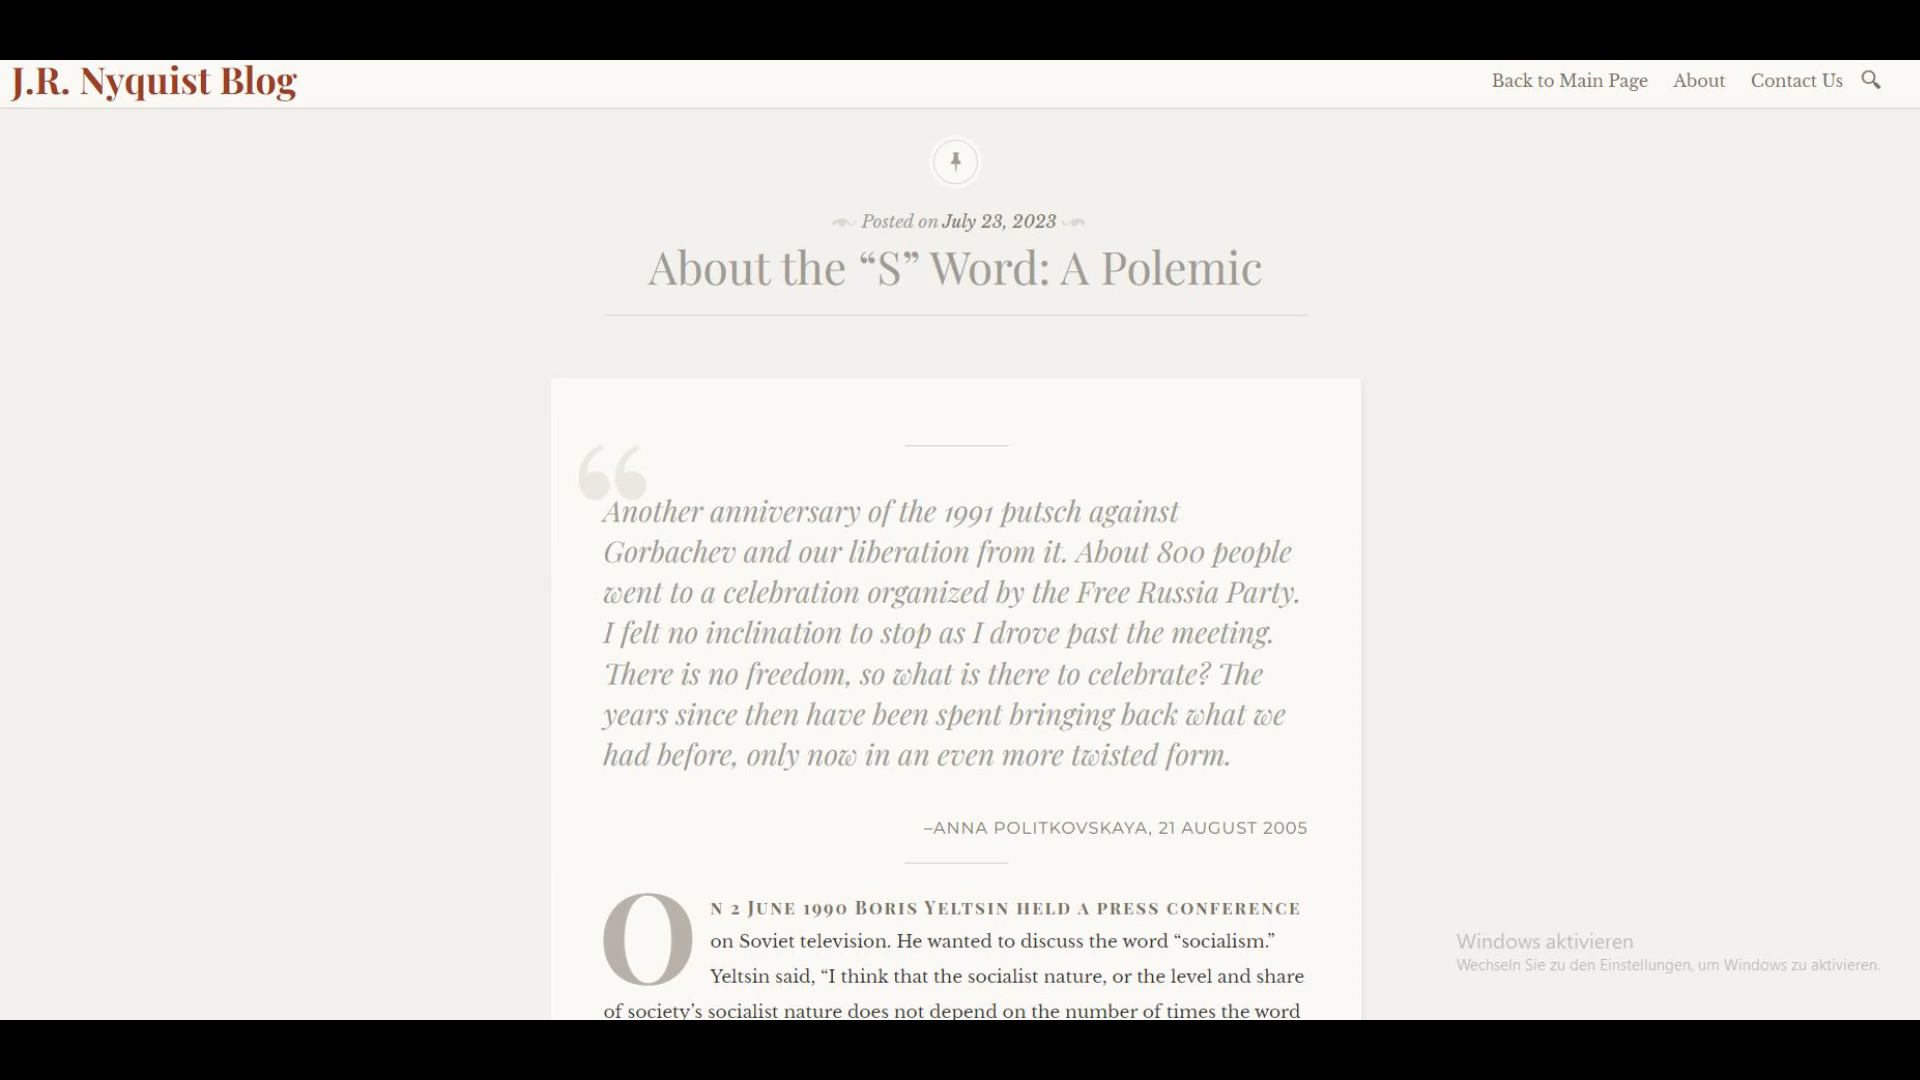 J.R. Nyquist Blog
Back to Main Page About Contact Us
Posted on July 23, 2023
About the “S” Word: A Polemic
Another anniversary of the 1991 putsch against
Gorbachev and our liberation from it. About 800 people
went to a celebration organized by the Free Russia Party.
I felt no inclination to stop as I drove past the meeting.
There is no freedom, so what is there to celebrate? The
years since then have been spent bringing back what we
had before, only now in an even more twisted form.
–ANNA POLITKOVSKAYA, 21 AUGUST 2005
ON 2 JUNE 1990 BORIS YELTSIN HELD A PRESS CONFERENCE
on Soviet television. He wanted to discuss the word “socialism.”
Yeltsin said, “I think that the socialist nature, or the level and share
of society’s socialist nature does not depend on the number of times the word
Windows aktivieren
Wechseln Sie zu den Einstellungen, um Windows zu aktivieren.